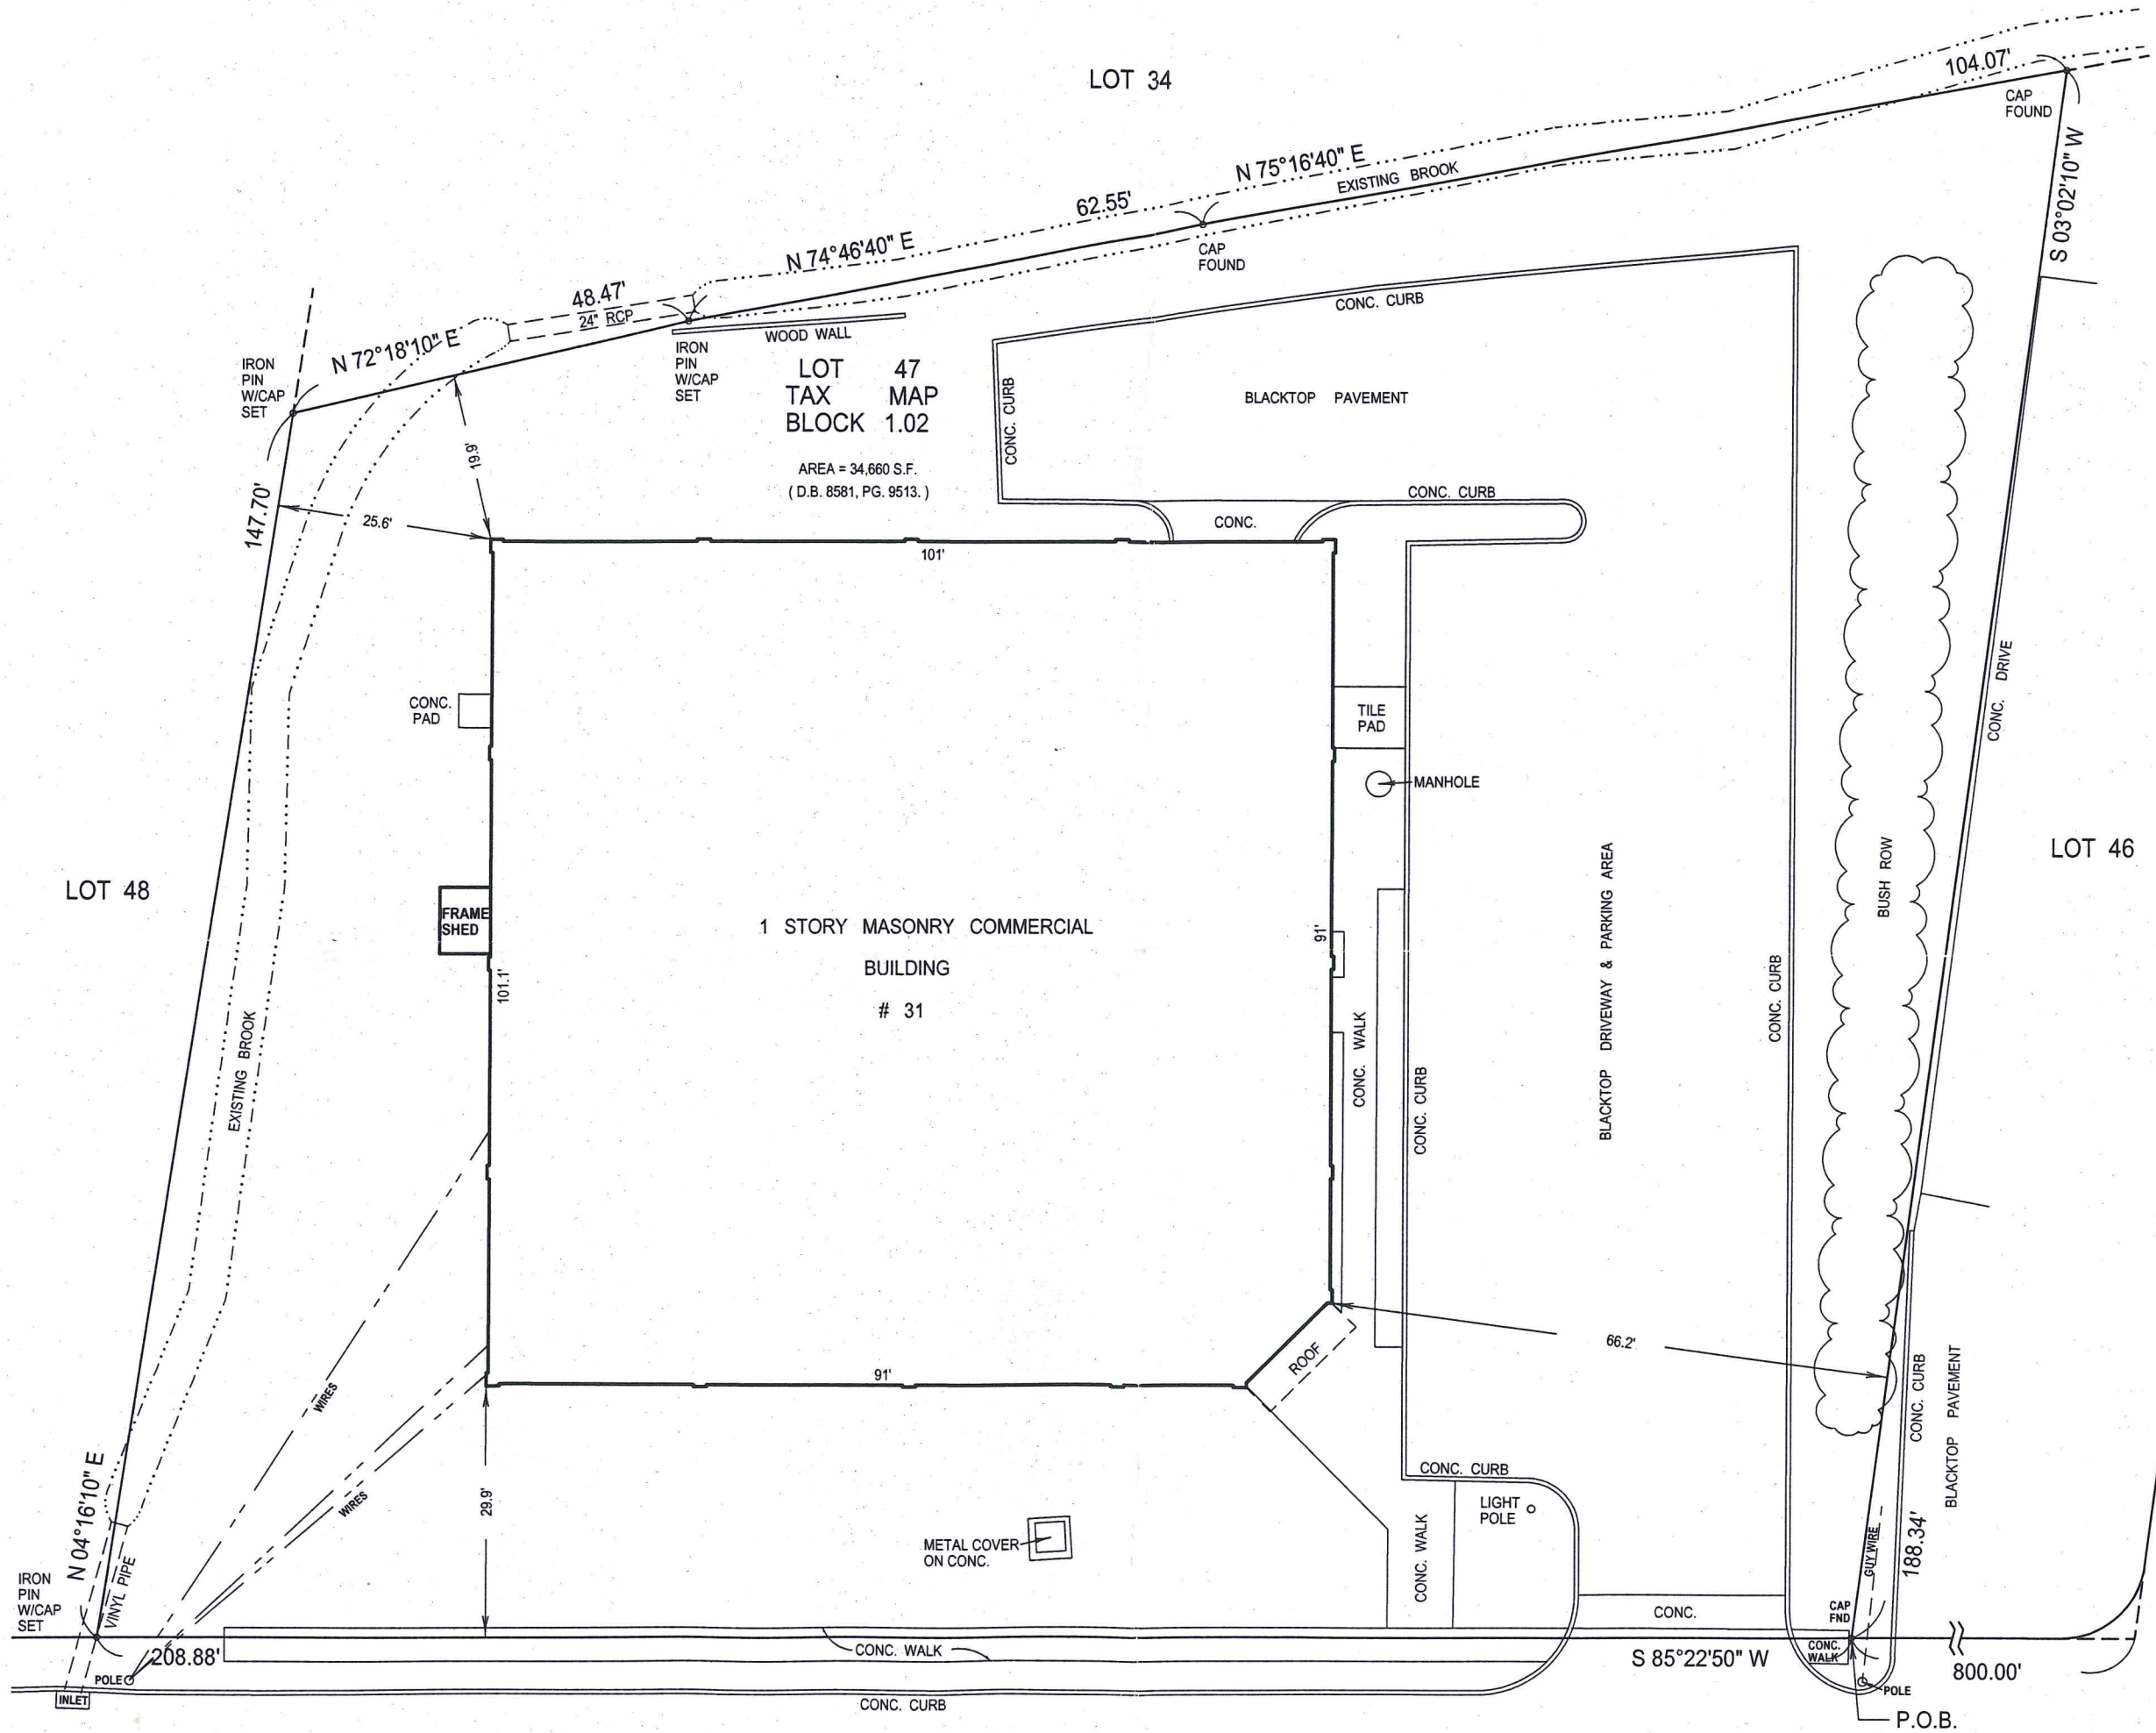 LOT 34
104.07'
CAP
FOUND
S 03°02'10" W
N 75°16'40" E
EXISTING BROOK
62.55'
CAP
FOUND
N 74°46'40" E
48.47'
24" RCP
WOOD WALL
N 72°18'10" E
IRON
PIN
W/CAP
SET
IRON
PIN
W/CAP
SET
LOT 47
TAX MAP
BLOCK 1.02
AREA = 34,660 S.F.
( D.B. 8581, PG. 9513. )
CONC. CURB
CONC. CURB
BLACKTOP PAVEMENT
CONC. CURB
CONC.
147.70'
19.9'
25.6'
101'
CONC.
PAD
TILE
PAD
MANHOLE
CONC. DRIVE
LOT 48
FRAME
SHED
101.1'
1 STORY MASONRY COMMERCIAL
BUILDING
# 31
91'
CONC. WALK
CONC. CURB
BLACKTOP DRIVEWAY & PARKING AREA
CONC. CURB
BUSH ROW
LOT 46
EXISTING BROOK
WIRES
WIRES
91'
ROOF
66.2'
CONC. CURB
BLACKTOP PAVEMENT
29.9'
METAL COVER
ON CONC.
CONC. CURB
LIGHT
POLE
CONC. WALK
GUY WIRE
188.34'
N 04°16'10" E
VINYL PIPE
IRON
PIN
W/CAP
SET
CAP
FND
CONC.
CONC.
WALK
208.88'
CONC. WALK
S 85°22'50" W
800.00'
POLE
INLET
CONC. CURB
POLE
P.O.B.